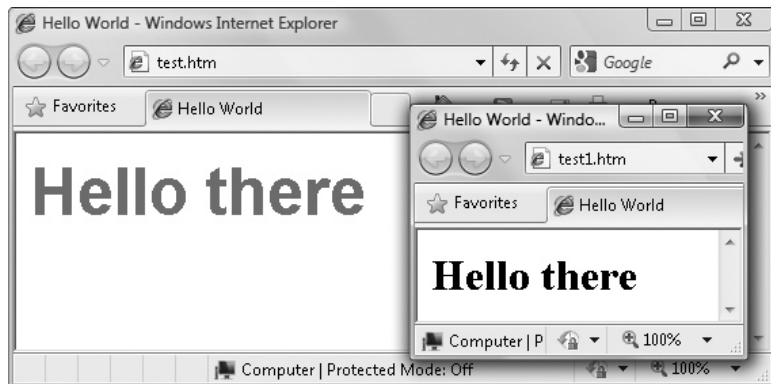 Hello World - Windows Internet Explorer
test.htm
Google
Favorites
Hello World
Hello World - Windo...
test1.htm
Favorites
Hello World
Hello there
Hello there
Computer | P
100%
Computer | Protected Mode: Off
100%